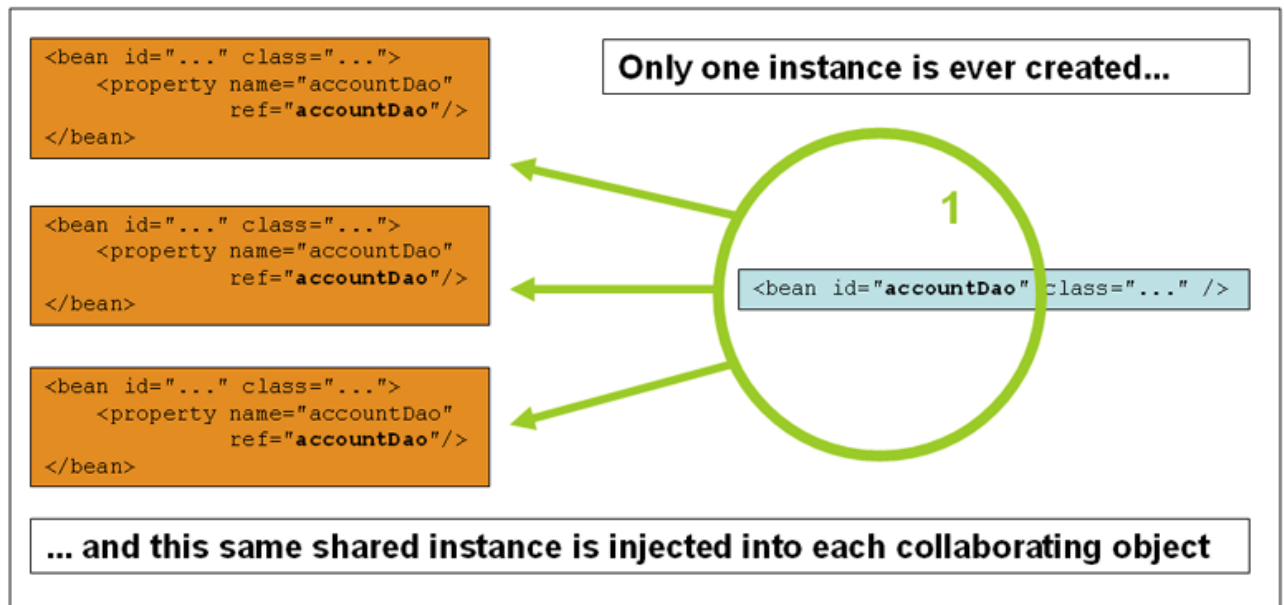 <bean id="..." class="...">
<property name="accountDao"
ref="accountDao"/>
</bean>
Only one instance is ever created...
<bean id="..." class="...">
<property name="accountDao"
ref="accountDao"/>
</bean>
1
<bean id="accountDao" class="..." />
<bean id="..." class="...">
<property name="accountDao"
ref="accountDao"/>
</bean>
... and this same shared instance is injected into each collaborating object